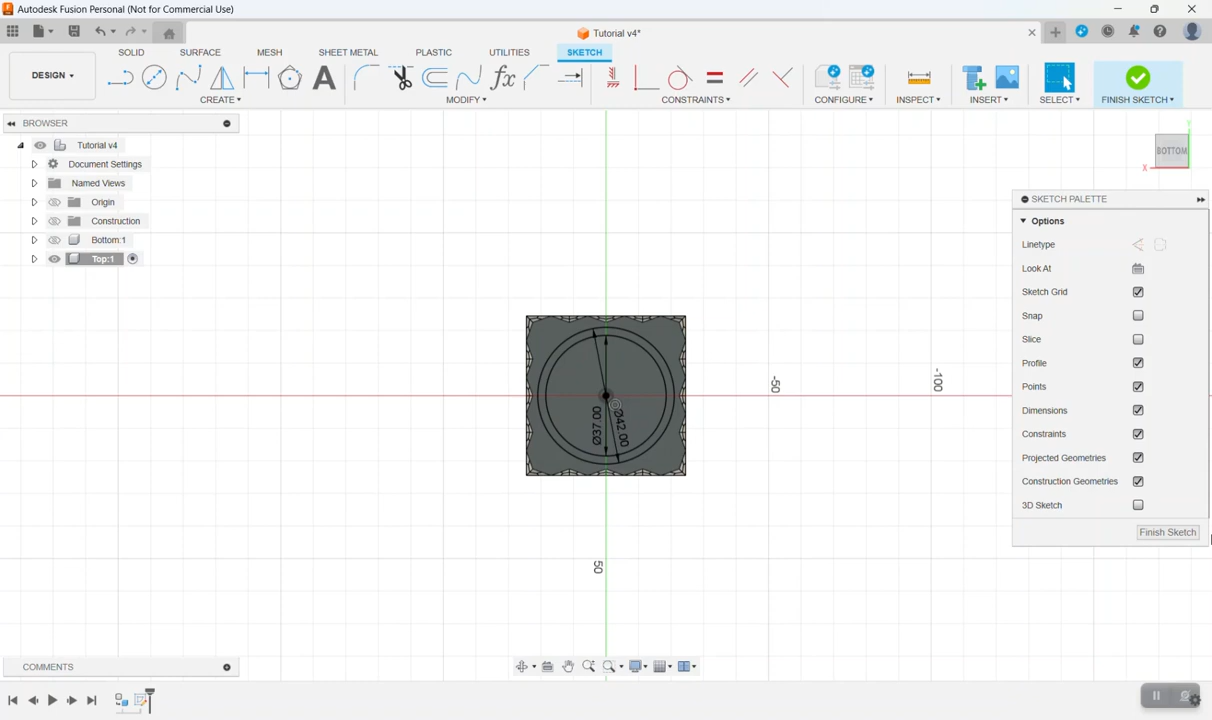 Autodesk Fusion Personal (Not for Commercial Use)
Tutorial v4*
DESIGN
SOLID SURFACE MESH SHEET METAL PLASTIC UTILITIES SKETCH
CREATE MODIFY CONSTRAINTS CONFIGURE INSPECT INSERT SELECT FINISH SKETCH
BROWSER
Tutorial v4
Document Settings
Named Views
Origin
Construction
Bottom:1
Top:1
Y
BOTTOM
X
SKETCH PALETTE
Options
Linetype
Look At
Sketch Grid
Snap
Slice
Profile
Points
Dimensions
Constraints
Projected Geometries
Construction Geometries
3D Sketch
Finish Sketch
-50
-100
Ø37.00
Ø42.00
50
COMMENTS